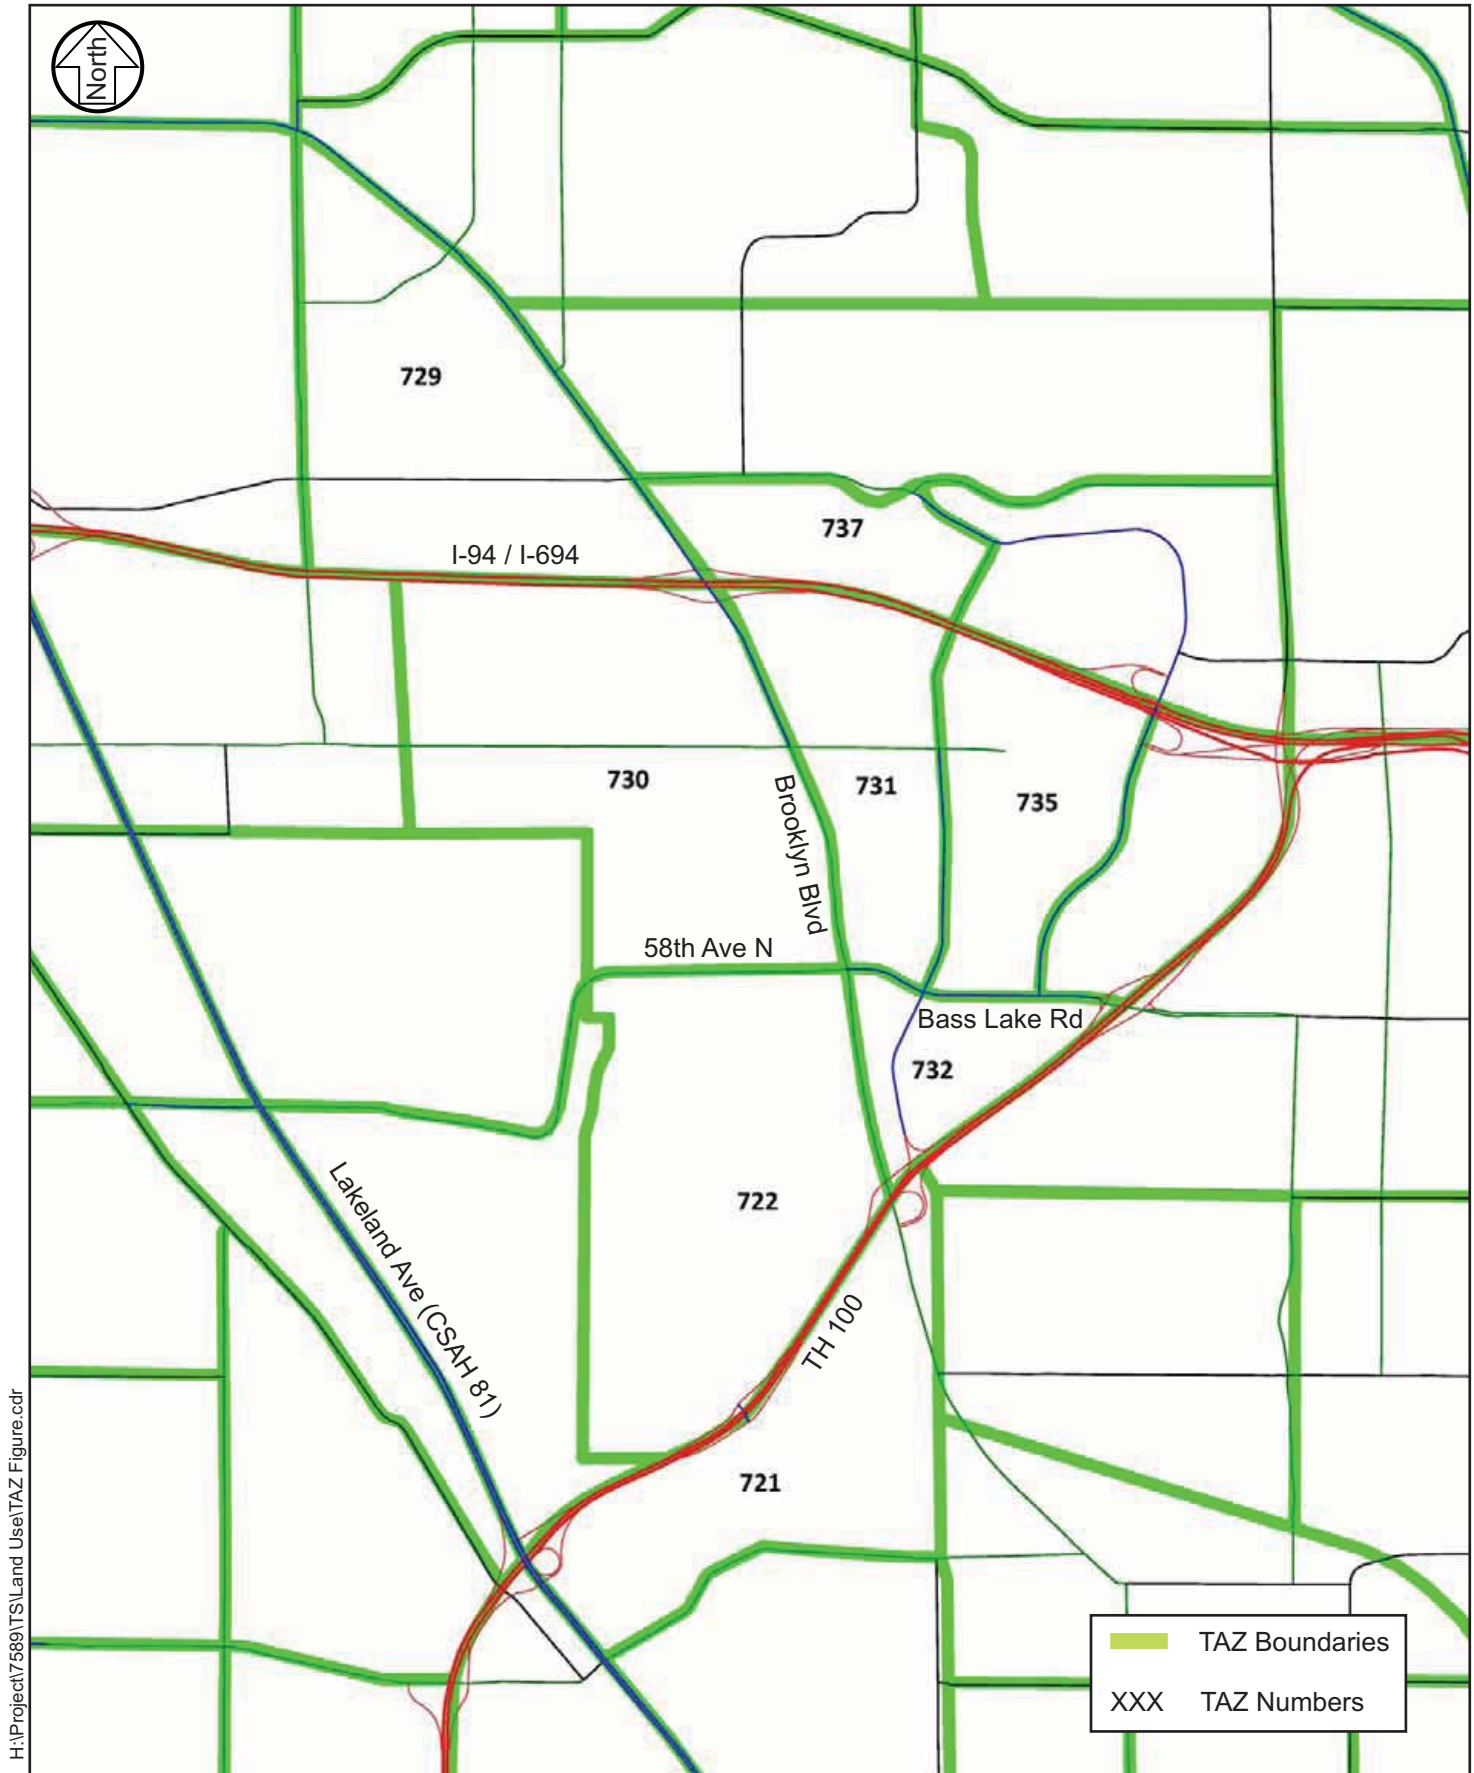 North
729
737
I-94 / I-694
730
731
735
Brooklyn Blvd
58th Ave N
Bass Lake Rd
732
Lakeland Ave (CSAH 81)
722
TH 100
721
TAZ Boundaries
XXX TAZ Numbers
H:\Project\7589\TS\Land Use\TAZ Figure.cdr